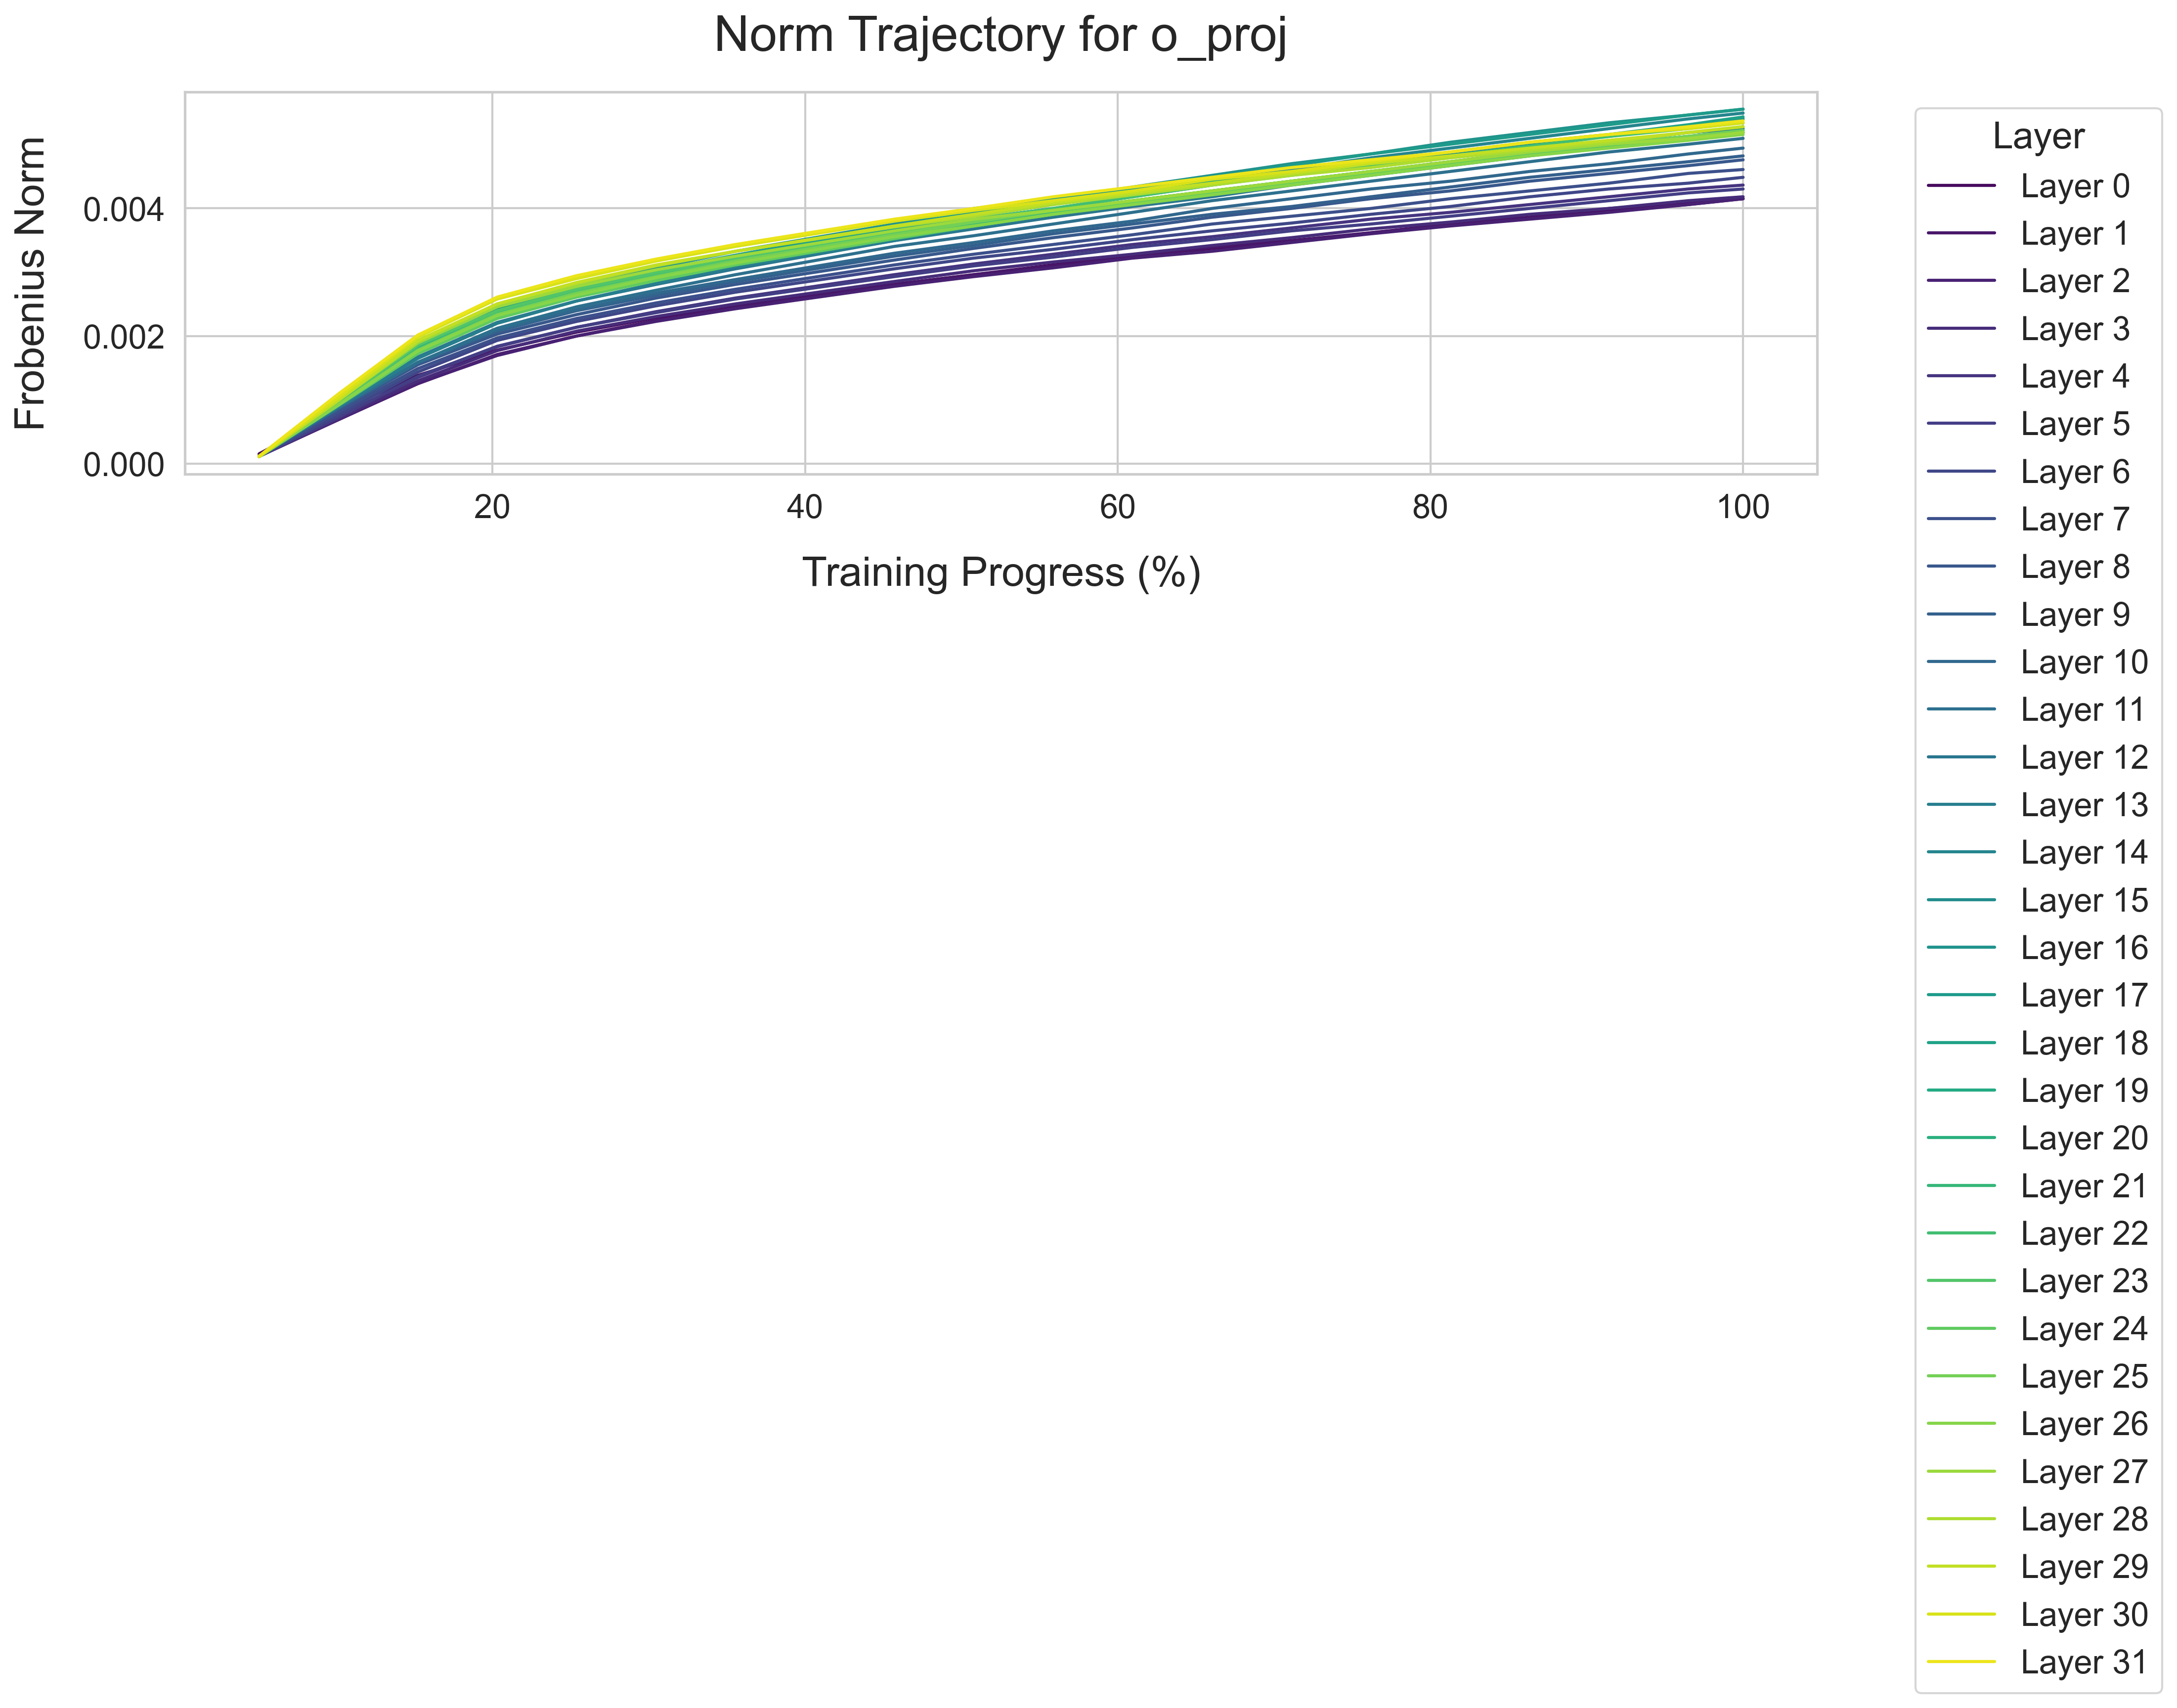 Norm Trajectory for o_proj
Frobenius Norm
0.004
0.002
0.000
20 40 60 80 100
Training Progress (%)
Layer
Layer 0
Layer 1
Layer 2
Layer 3
Layer 4
Layer 5
Layer 6
Layer 7
Layer 8
Layer 9
Layer 10
Layer 11
Layer 12
Layer 13
Layer 14
Layer 15
Layer 16
Layer 17
Layer 18
Layer 19
Layer 20
Layer 21
Layer 22
Layer 23
Layer 24
Layer 25
Layer 26
Layer 27
Layer 28
Layer 29
Layer 30
Layer 31